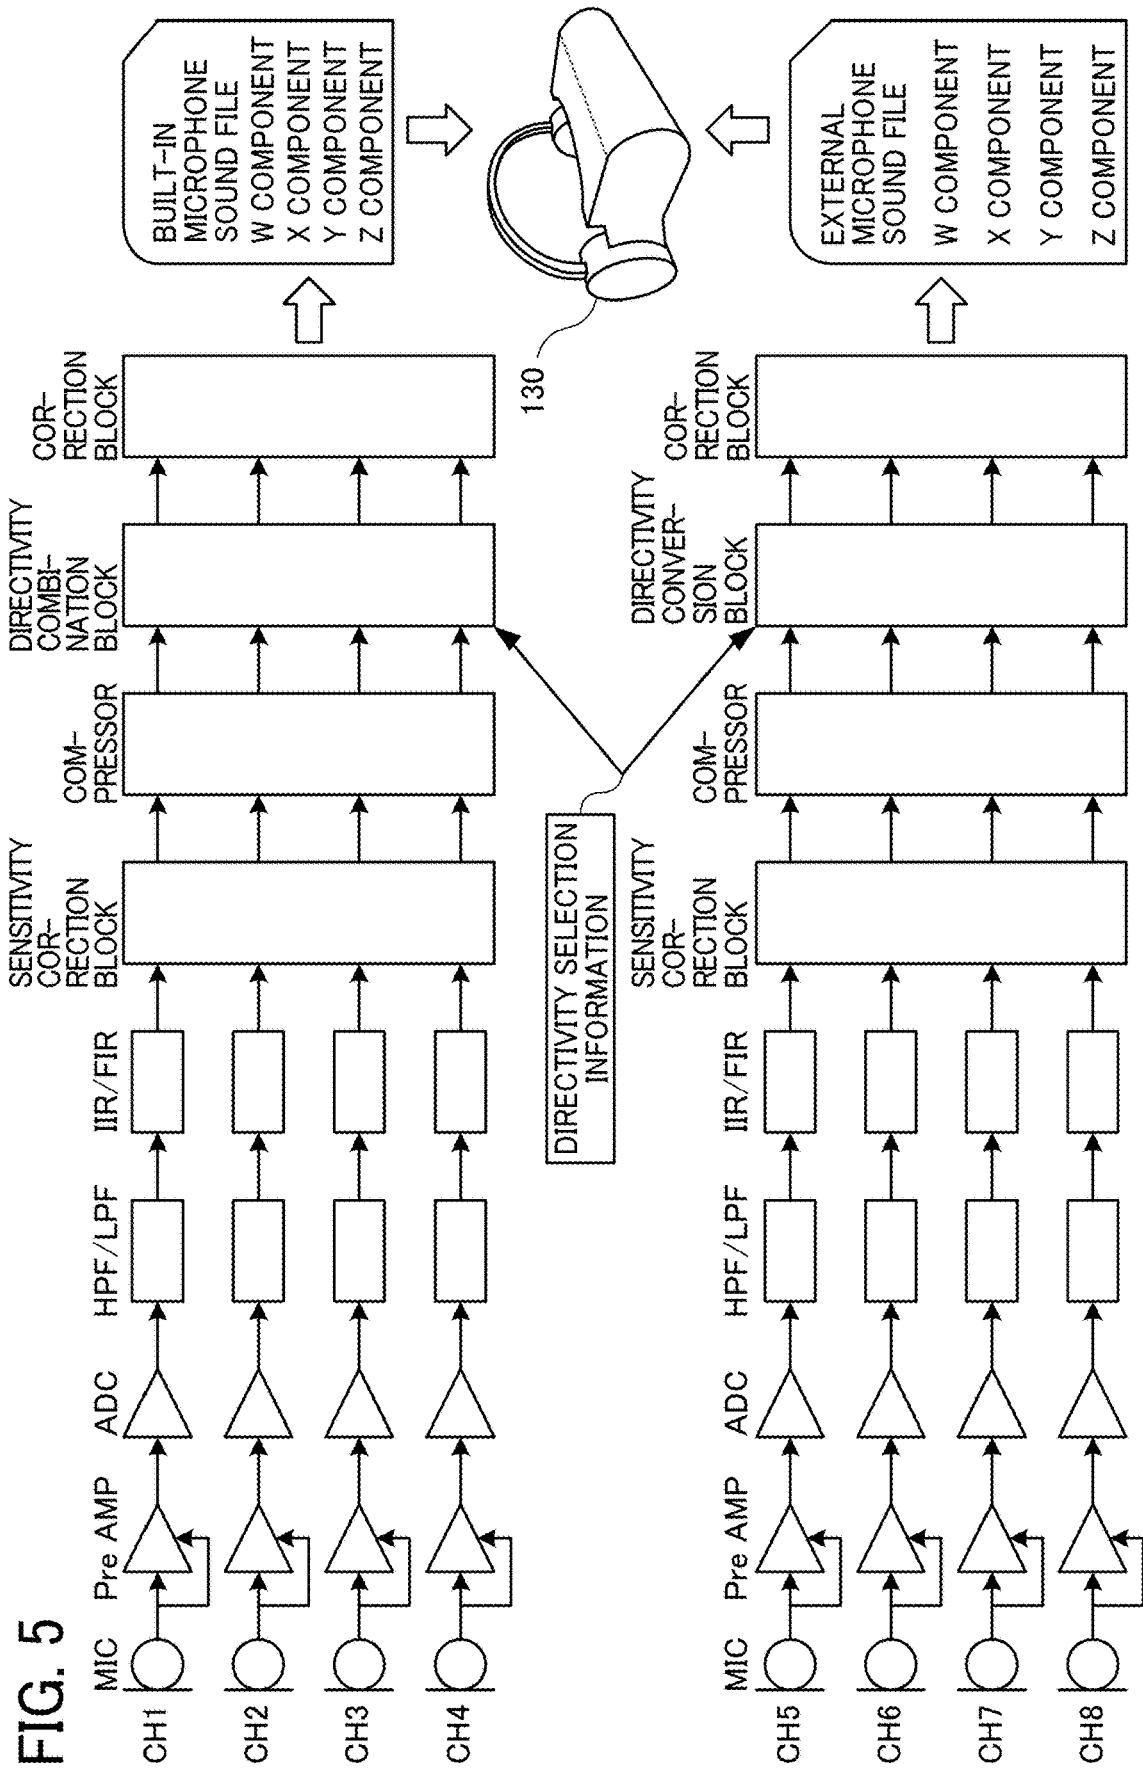 FIG. 5
MIC
Pre AMP
ADC
HPF/LPF
IIR/FIR
SENSITIVITY
COR-
RECTION
BLOCK
COM-
PRESSOR
DIRECTIVITY
COMBI-
NATION
BLOCK
COR-
RECTION
BLOCK
CH1
CH2
CH3
CH4
BUILT-IN
MICROPHONE
SOUND FILE
W COMPONENT
X COMPONENT
Y COMPONENT
Z COMPONENT
DIRECTIVITY SELECTION
INFORMATION
130
MIC
Pre AMP
ADC
HPF/LPF
IIR/FIR
SENSITIVITY
COR-
RECTION
BLOCK
COM-
PRESSOR
DIRECTIVITY
CONVER-
SION
BLOCK
COR-
RECTION
BLOCK
CH5
CH6
CH7
CH8
EXTERNAL
MICROPHONE
SOUND FILE
W COMPONENT
X COMPONENT
Y COMPONENT
Z COMPONENT